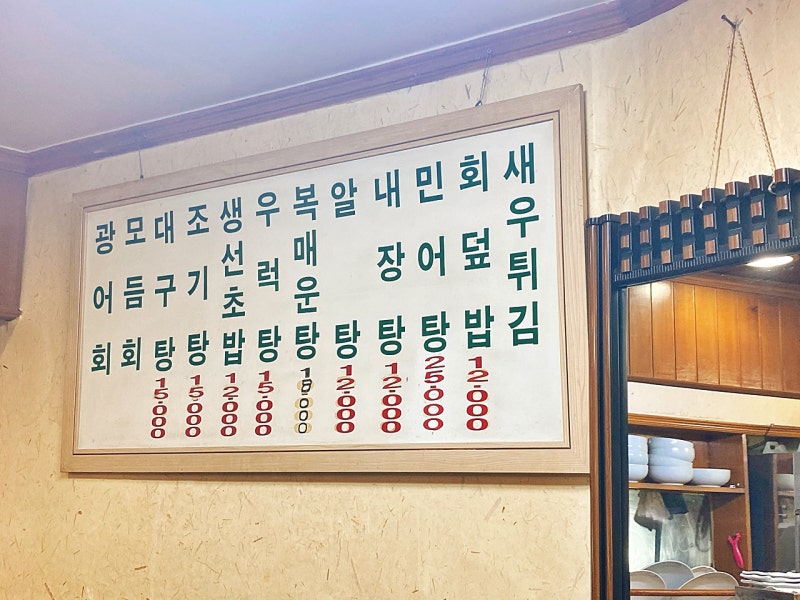 광어회
모듬회
대구탕 15.000
조기탕 15.000
생선초밥 12.000
우럭탕 15.000
복매운탕 18000
알탕 12.000
내장탕 12.000
민어탕 25.000
회덮밥 12.000
새우튀김